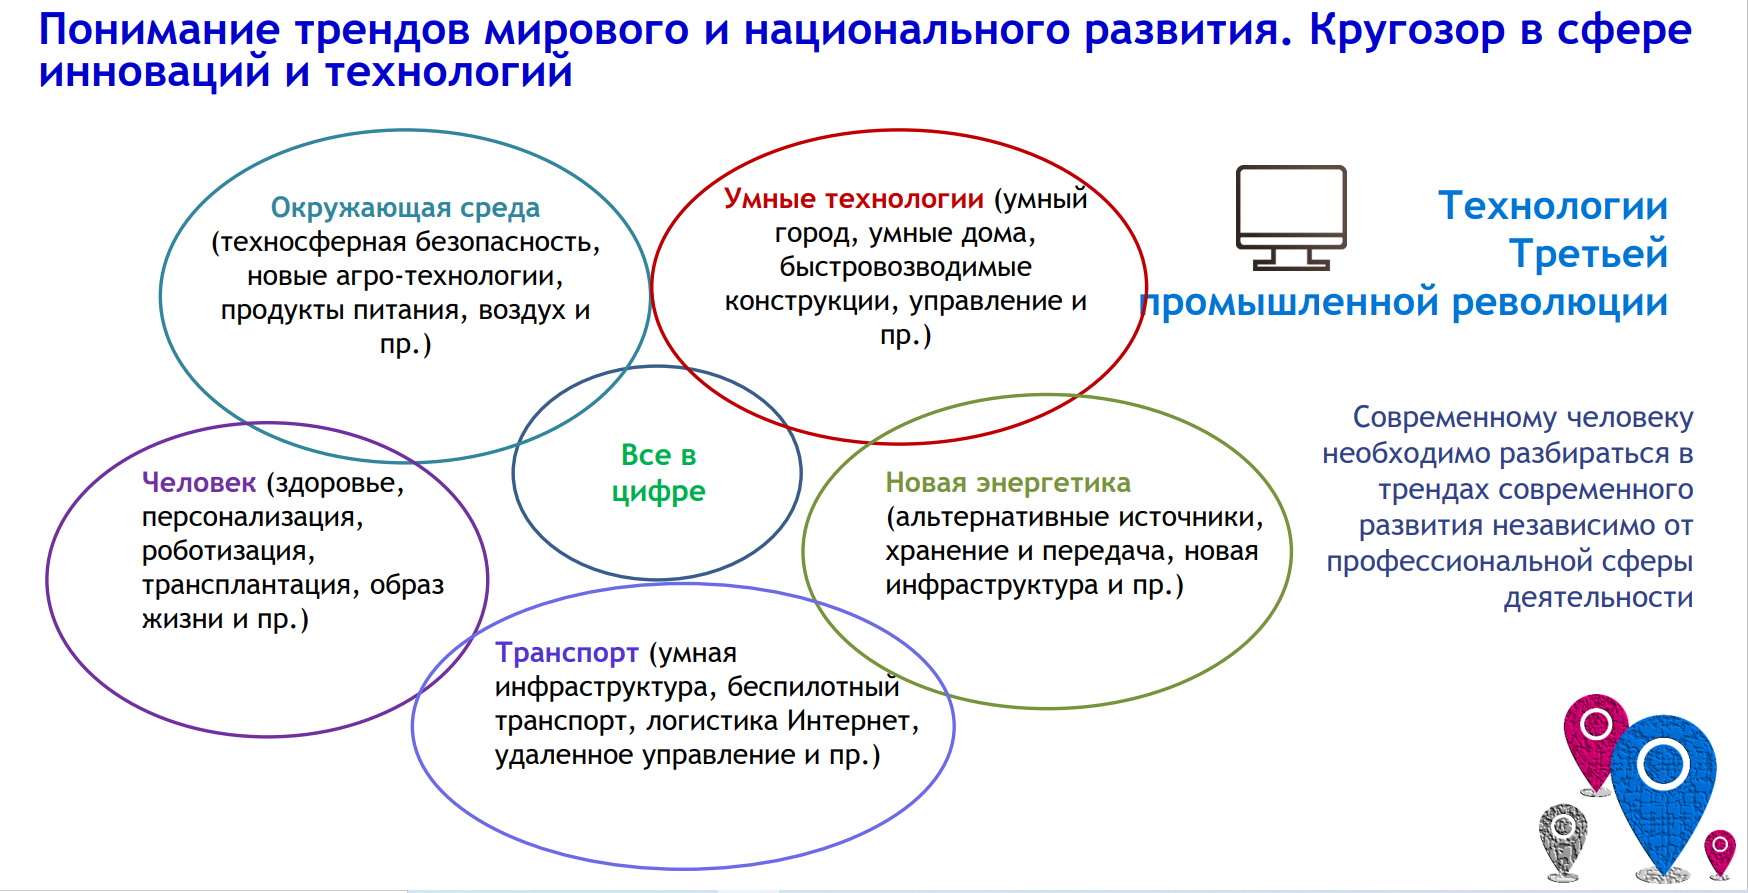 Понимание трендов мирового и национального развития. Кругозор в сфере
инноваций и технологий
Окружающая среда
(техносферная безопасность,
новые агро-технологии,
продукты питания, воздух и
пр.)
Умные технологии (умный
город, умные дома,
быстровозводимые
конструкции, управление и
пр.)
Технологии
Третьей
промышленной революции
Все в
цифре
Человек (здоровье,
персонализация,
роботизация,
трансплантация, образ
жизни и пр.)
Новая энергетика
(альтернативные источники,
хранение и передача, новая
инфраструктура и пр.)
Современному человеку
необходимо разбираться в
трендах современного
развития независимо от
профессиональной сферы
деятельности
Транспорт (умная
инфраструктура, беспилотный
транспорт, логистика Интернет,
удаленное управление и пр.)